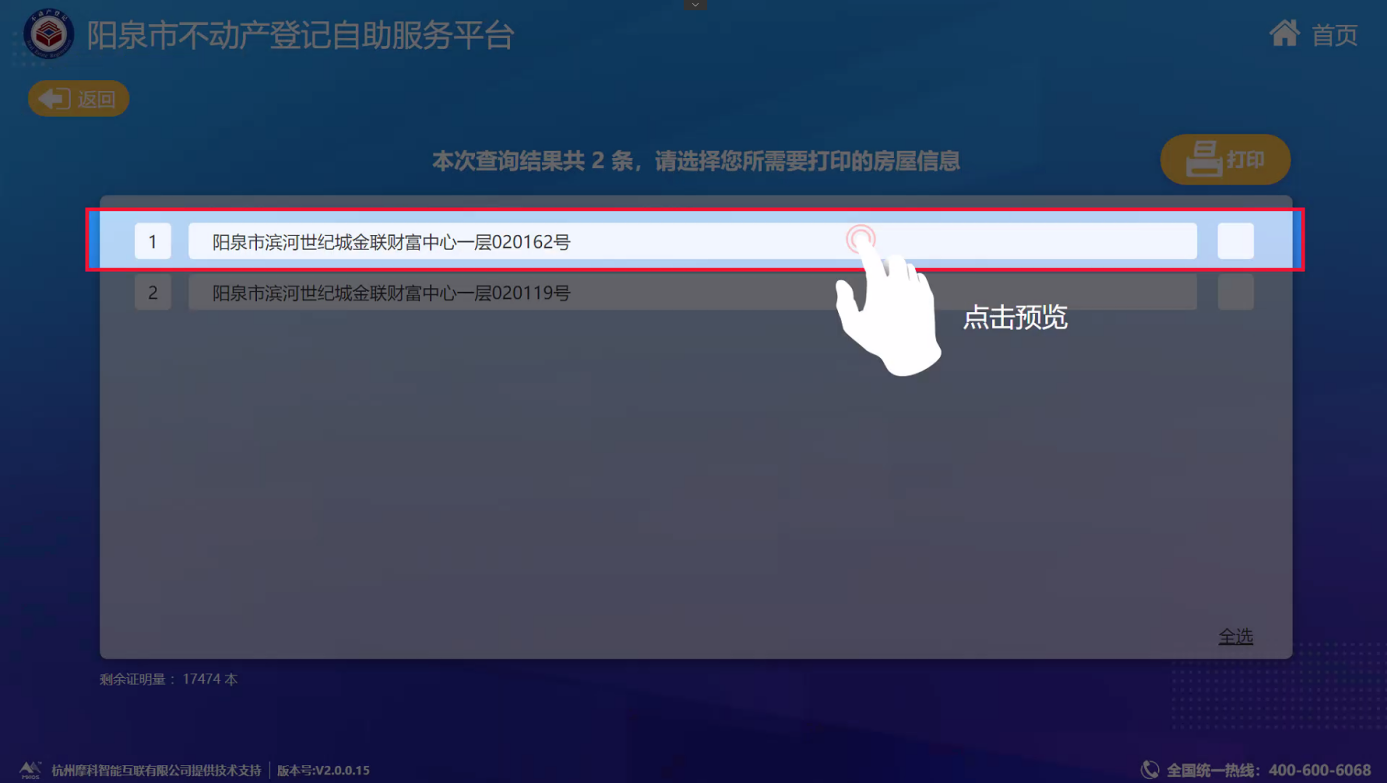 阳泉市不动产登记自助服务平台
首页
返回
本次查询结果共 2 条，请选择您所需要打印的房屋信息
打印
1 阳泉市滨河世纪城金联财富中心一层020162号
2 阳泉市滨河世纪城金联财富中心一层020119号
点击预览
全选
剩余证明量： 17474 本
杭州摩科智能互联有限公司提供技术支持 | 版本号:V2.0.0.15
全国统一热线：400-600-6068